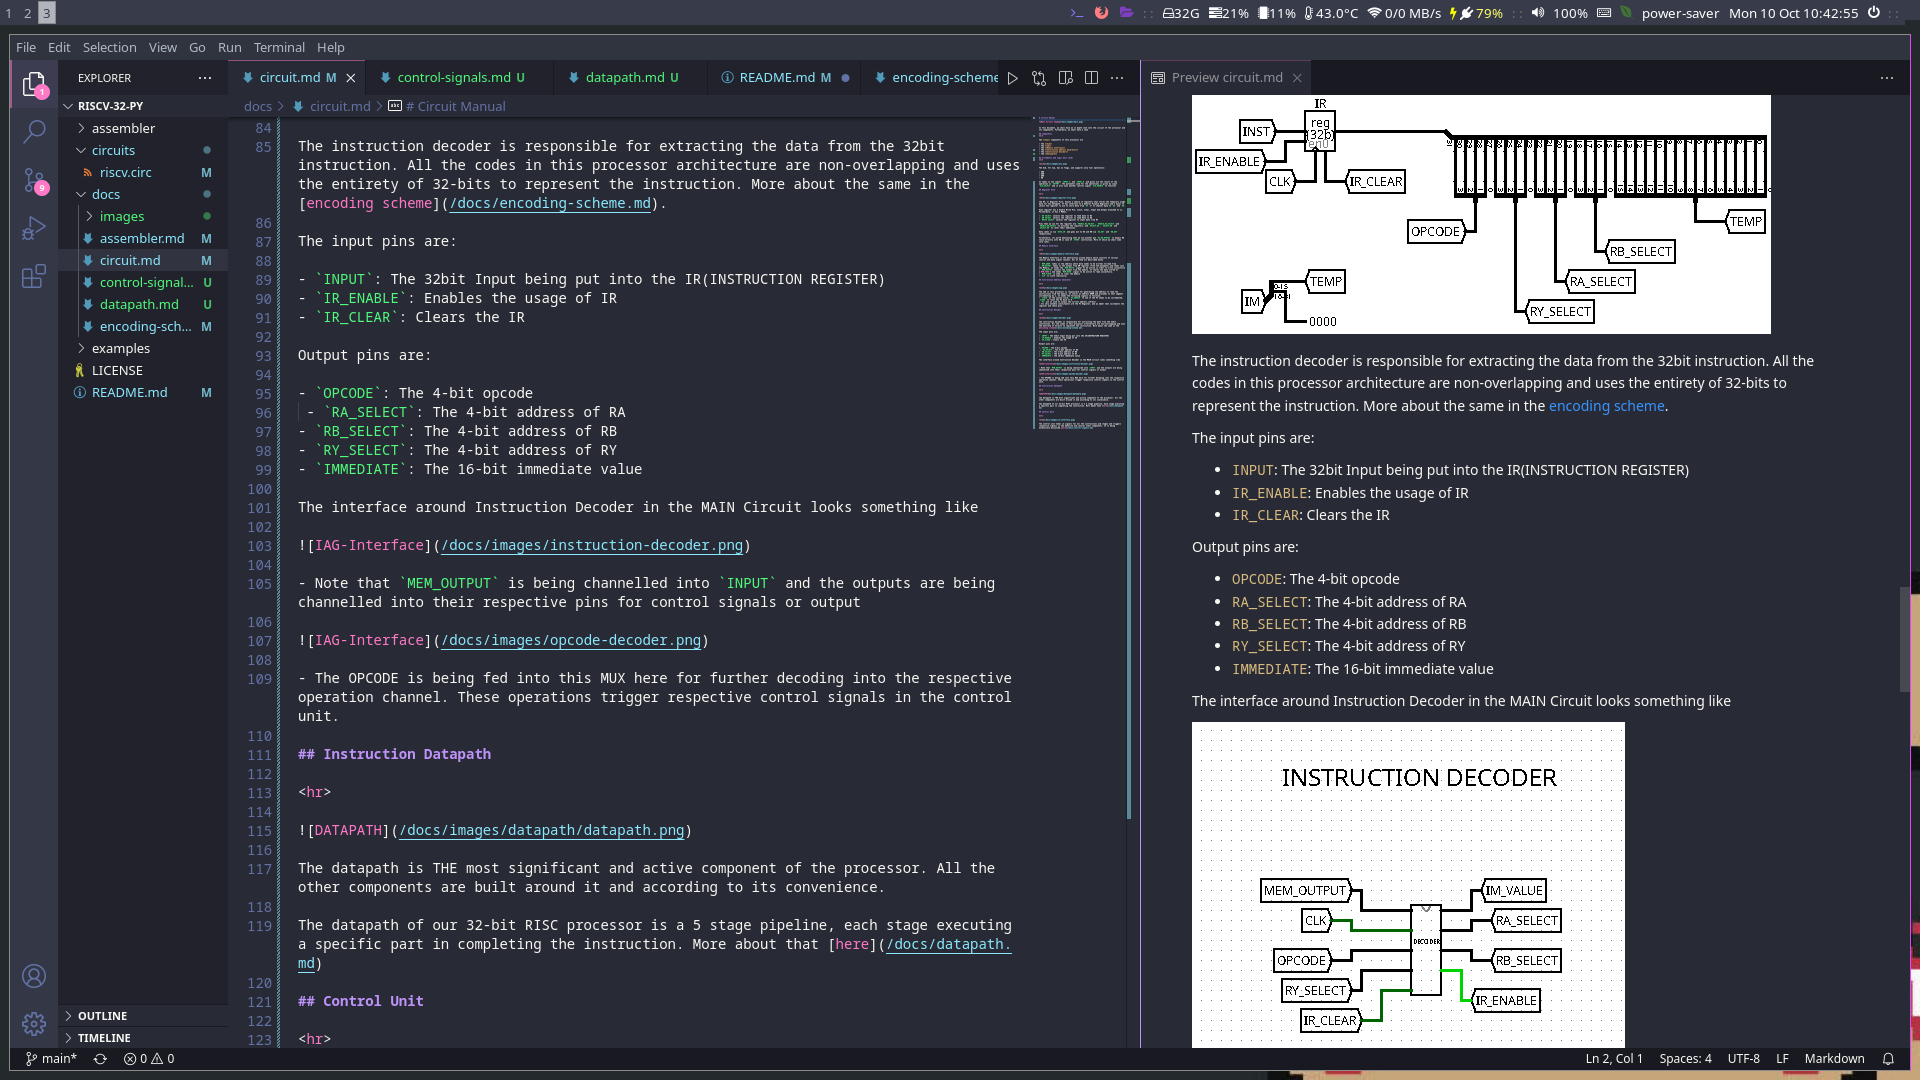 1 2 3
32G 21% 11% 43.0°C 0/0 MB/s 79% 100% power-saver Mon 10 Oct 10:42:55
File Edit Selection View Go Run Terminal Help
EXPLORER
RISCV-32-PY
assembler
circuits
riscv.circ
docs
images
assembler.md M
circuit.md M
control-signal... U
datapath.md U
encoding-sch... M
examples
LICENSE
README.md M
OUTLINE
TIMELINE
1
9
circuit.md M control-signals.md U datapath.md U README.md M encoding-scheme
docs > circuit.md > # Circuit Manual
84
85 The instruction decoder is responsible for extracting the data from the 32bit
instruction. All the codes in this processor architecture are non-overlapping and uses
the entirety of 32-bits to represent the instruction. More about the same in the
[encoding scheme](/docs/encoding-scheme.md).
86
87 The input pins are:
88
89 - `INPUT`: The 32bit Input being put into the IR(INSTRUCTION REGISTER)
90 - `IR_ENABLE`: Enables the usage of IR
91 - `IR_CLEAR`: Clears the IR
92
93 Output pins are:
94
95 - `OPCODE`: The 4-bit opcode
96 - `RA_SELECT`: The 4-bit address of RA
97 - `RB_SELECT`: The 4-bit address of RB
98 - `RY_SELECT`: The 4-bit address of RY
99 - `IMMEDIATE`: The 16-bit immediate value
100
101 The interface around Instruction Decoder in the MAIN Circuit looks something like
102
103 ![IAG-Interface](/docs/images/instruction-decoder.png)
104
105 - Note that `MEM_OUTPUT` is being channelled into `INPUT` and the outputs are being
channelled into their respective pins for control signals or output
106
107 ![IAG-Interface](/docs/images/opcode-decoder.png)
108
109 - The OPCODE is being fed into this MUX here for further decoding into the respective
operation channel. These operations trigger respective control signals in the control
unit.
110
111 ## Instruction Datapath
112
113 <hr>
114
115 ![DATAPATH](/docs/images/datapath/datapath.png)
116
117 The datapath is THE most significant and active component of the processor. All the
other components are built around it and according to its convenience.
118
119 The datapath of our 32-bit RISC processor is a 5 stage pipeline, each stage executing
a specific part in completing the instruction. More about that [here](/docs/datapath.
md)
120
121 ## Control Unit
122
123 <hr>
Preview circuit.md
IR
reg
(32b)
en0
INST
IR_ENABLE
CLK
IR_CLEAR
OPCODE
TEMP
RB_SELECT
RA_SELECT
RY_SELECT
TEMP
IM
0000
The instruction decoder is responsible for extracting the data from the 32bit instruction. All the
codes in this processor architecture are non-overlapping and uses the entirety of 32-bits to
represent the instruction. More about the same in the encoding scheme.
The input pins are:
• INPUT: The 32bit Input being put into the IR(INSTRUCTION REGISTER)
• IR_ENABLE: Enables the usage of IR
• IR_CLEAR: Clears the IR
Output pins are:
• OPCODE: The 4-bit opcode
• RA_SELECT: The 4-bit address of RA
• RB_SELECT: The 4-bit address of RB
• RY_SELECT: The 4-bit address of RY
• IMMEDIATE: The 16-bit immediate value
The interface around Instruction Decoder in the MAIN Circuit looks something like
INSTRUCTION DECODER
MEM_OUTPUT IM_VALUE
CLK RA_SELECT
DECODER
OPCODE RB_SELECT
RY_SELECT IR_ENABLE
IR_CLEAR
main* 0 0 Ln 2, Col 1 Spaces: 4 UTF-8 LF Markdown